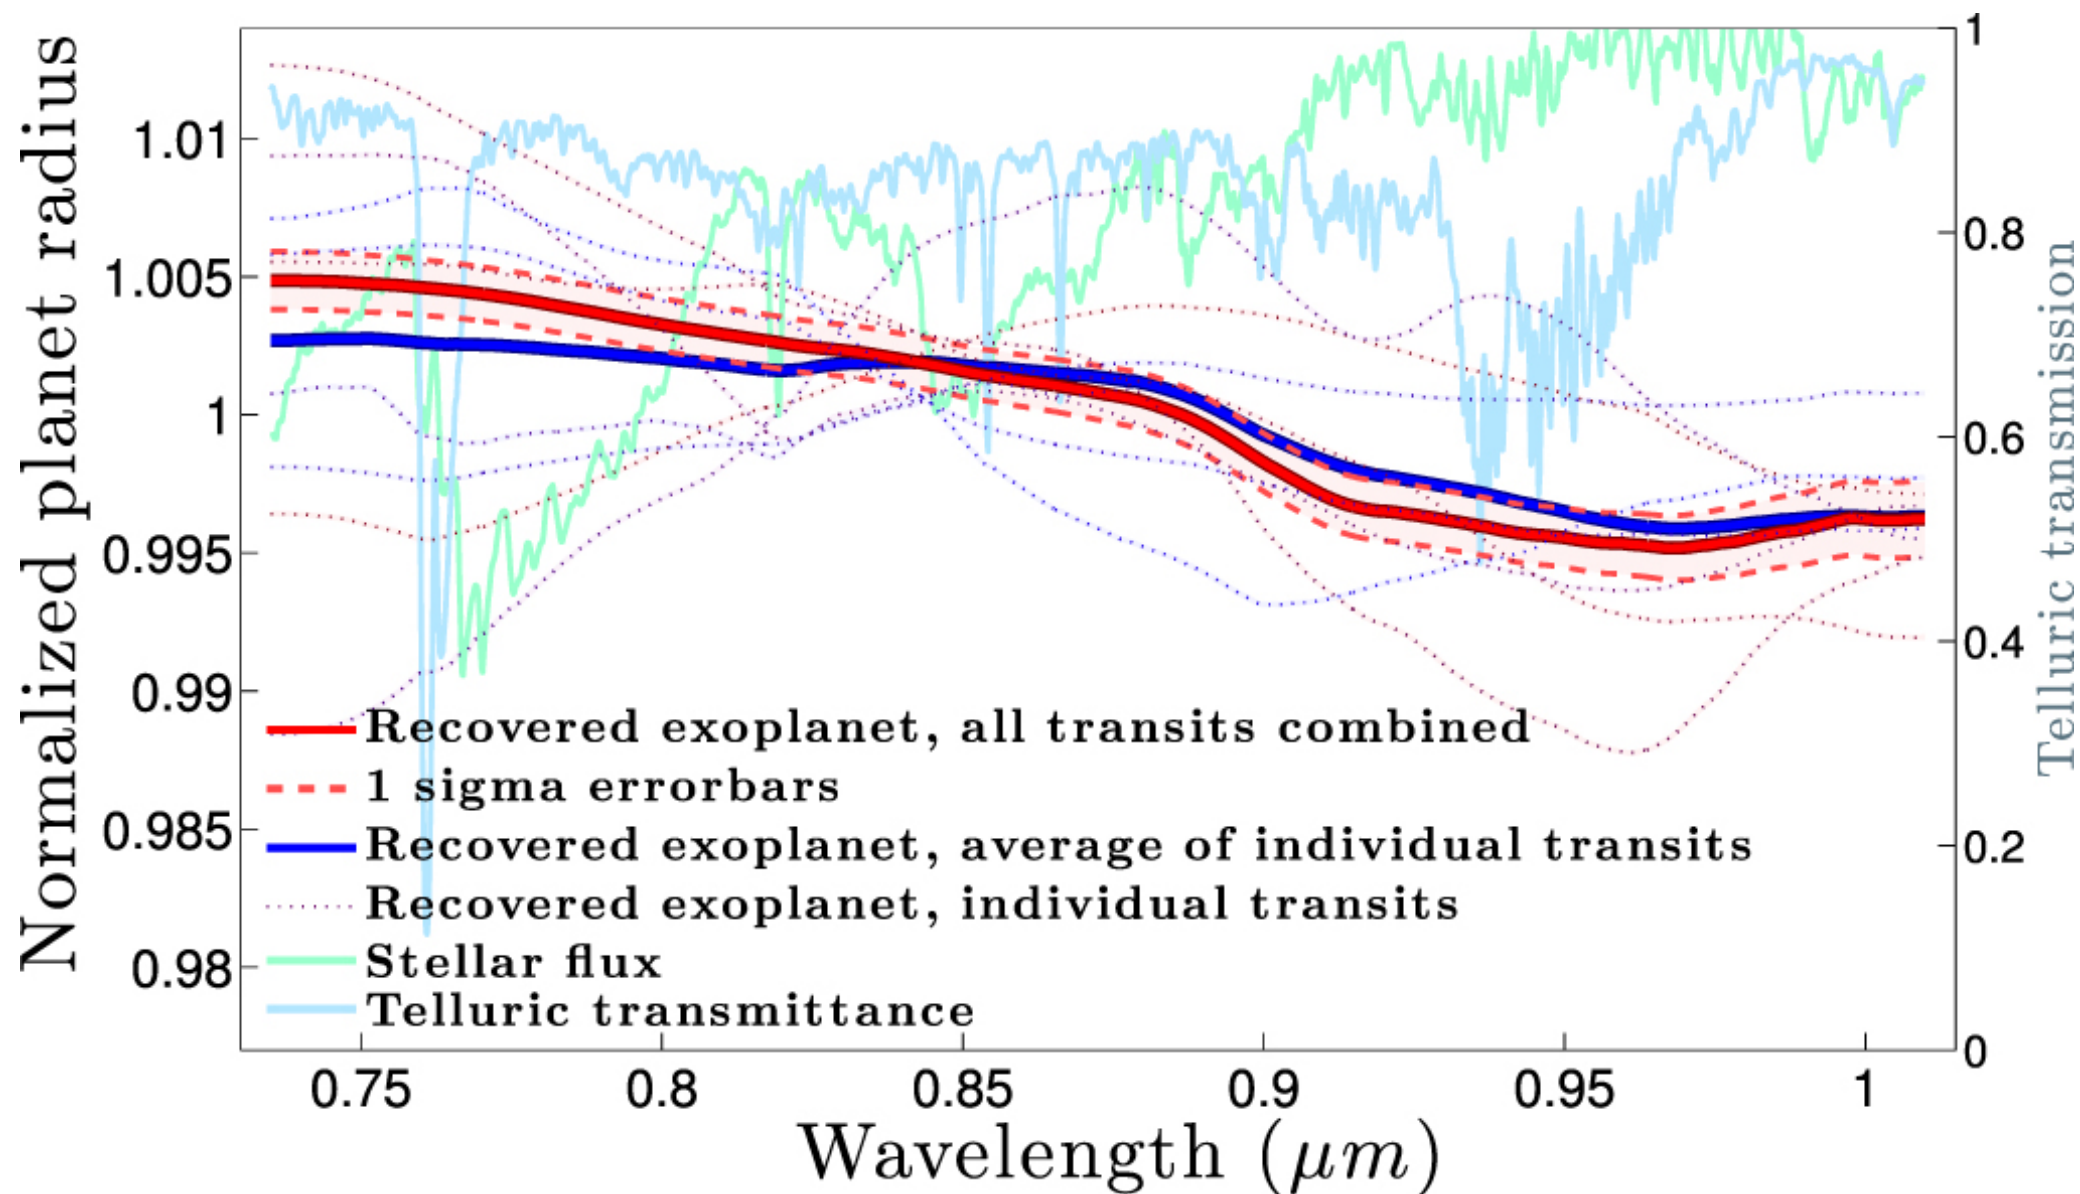 Normalized planet radius
1.01
1.005
1
0.995
0.99
0.985
0.98
1
0.8
0.6
0.4
0.2
0
Telluric transmission
Recovered exoplanet, all transits combined
1 sigma errorbars
Recovered exoplanet, average of individual transits
Recovered exoplanet, individual transits
Stellar flux
Telluric transmittance
0.75 0.8 0.85 0.9 0.95 1
Wavelength (μm)